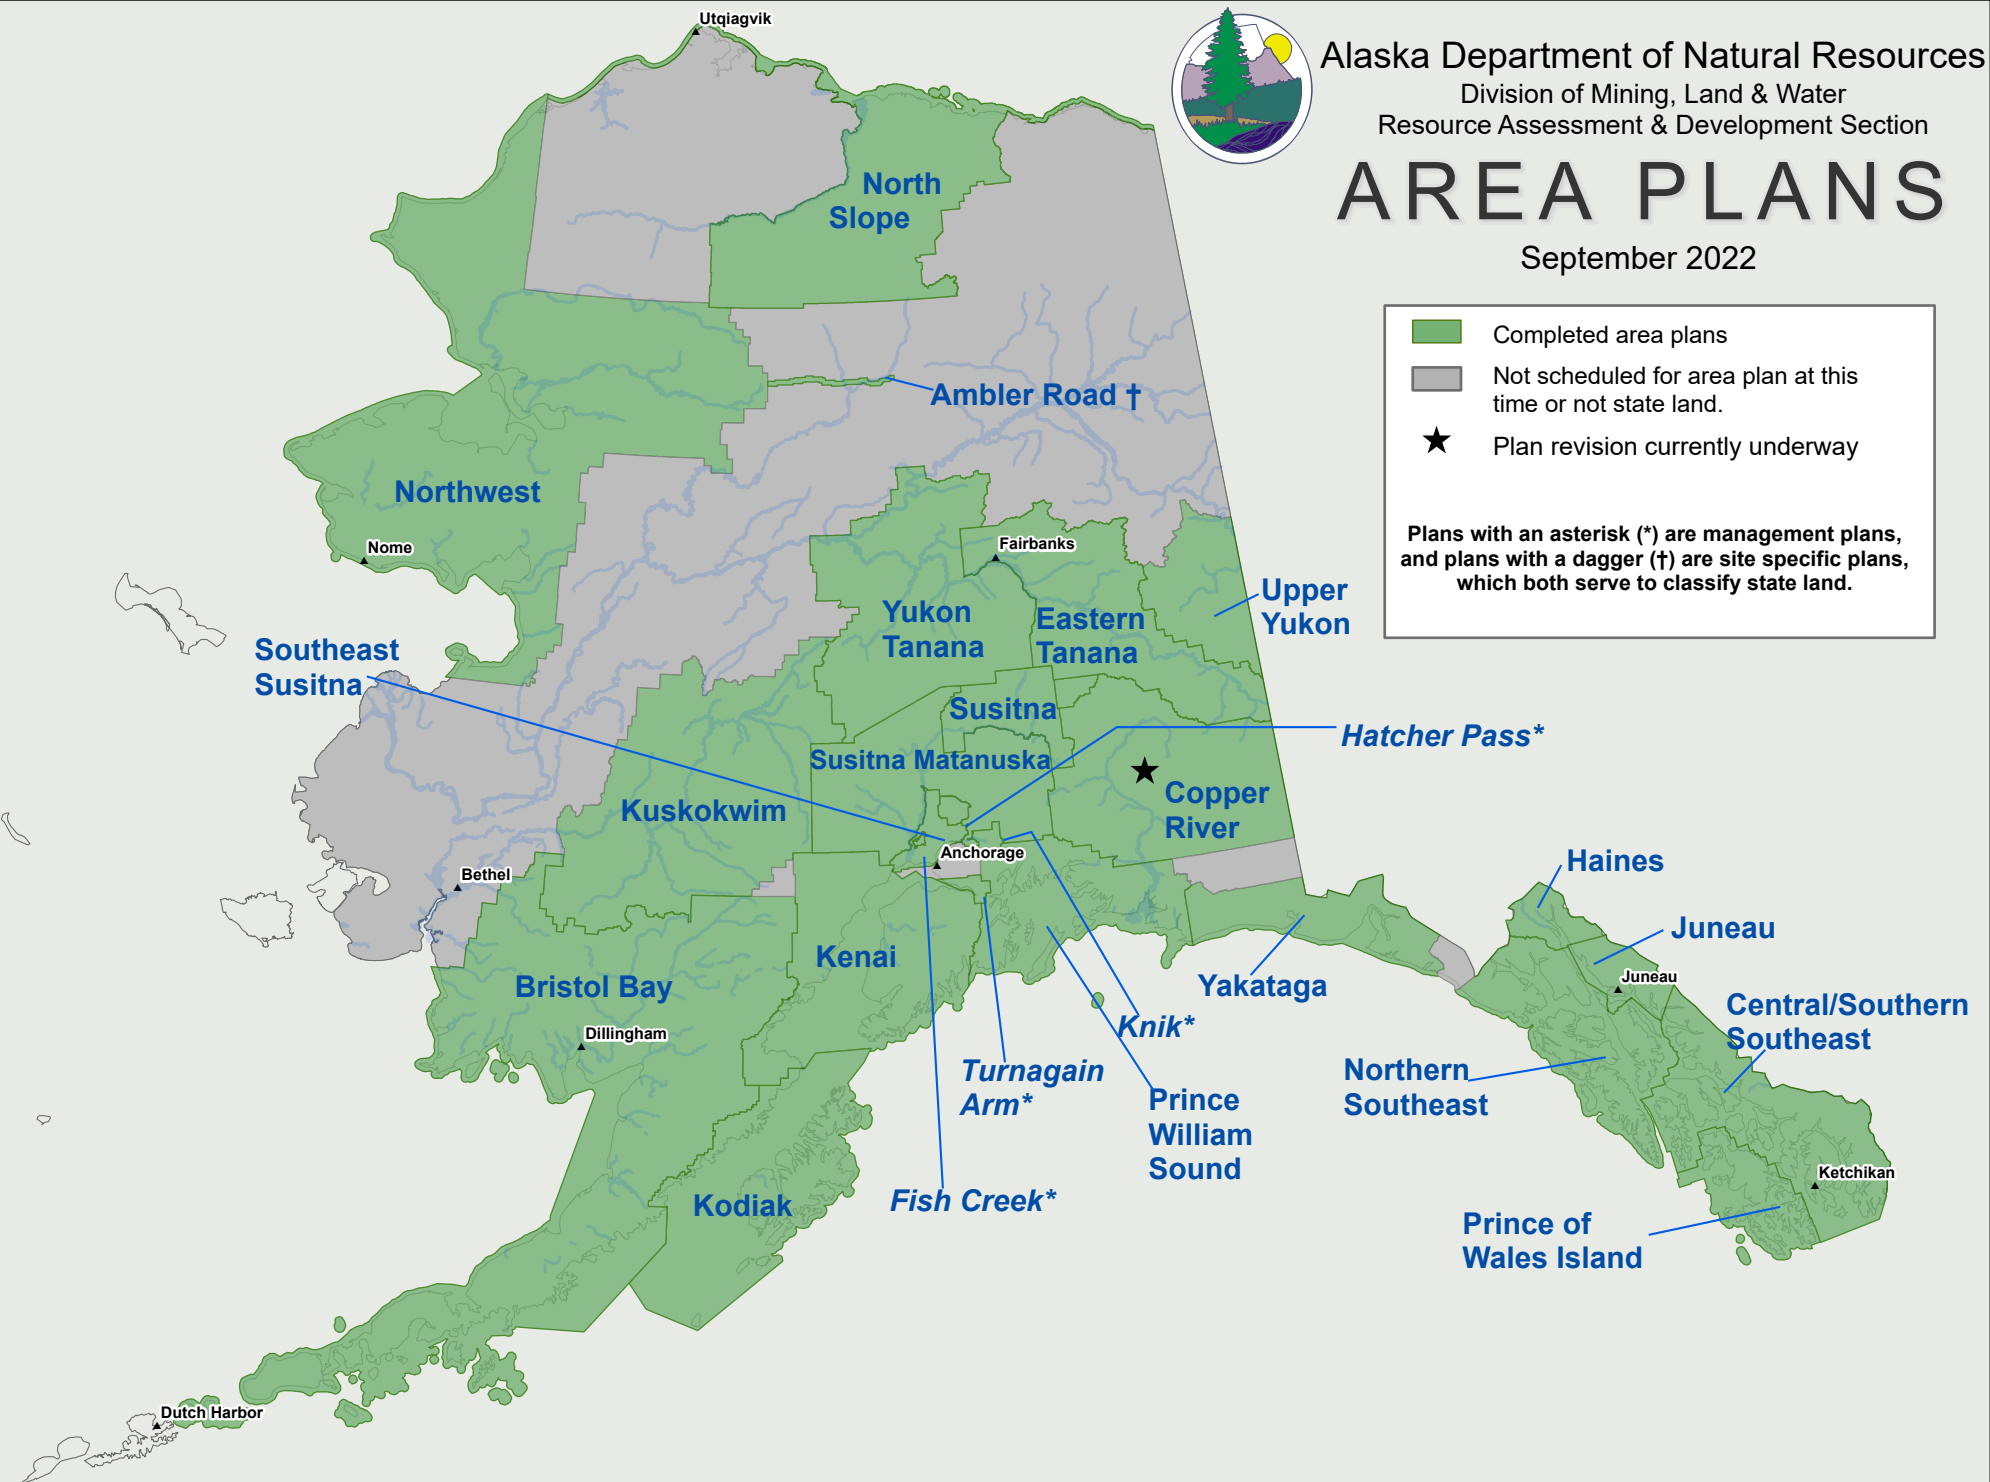 Utqiagvik
Alaska Department of Natural Resources
Division of Mining, Land & Water
Resource Assessment & Development Section
AREA PLANS
September 2022
Completed area plans
Not scheduled for area plan at this
time or not state land.
Plan revision currently underway
Plans with an asterisk (*) are management plans,
and plans with a dagger (†) are site specific plans,
which both serve to classify state land.
North
Slope
Ambler Road †
Northwest
Nome
Fairbanks
Upper
Yukon
Yukon
Tanana
Eastern
Tanana
Southeast
Susitna
Susitna
Hatcher Pass*
Susitna Matanuska
Copper
River
Kuskokwim
Anchorage
Bethel
Haines
Juneau
Juneau
Kenai
Bristol Bay
Yakataga
Central/Southern
Southeast
Dillingham
Knik*
Turnagain
Arm*
Northern
Southeast
Prince
William
Sound
Ketchikan
Fish Creek*
Kodiak
Prince of
Wales Island
Dutch Harbor